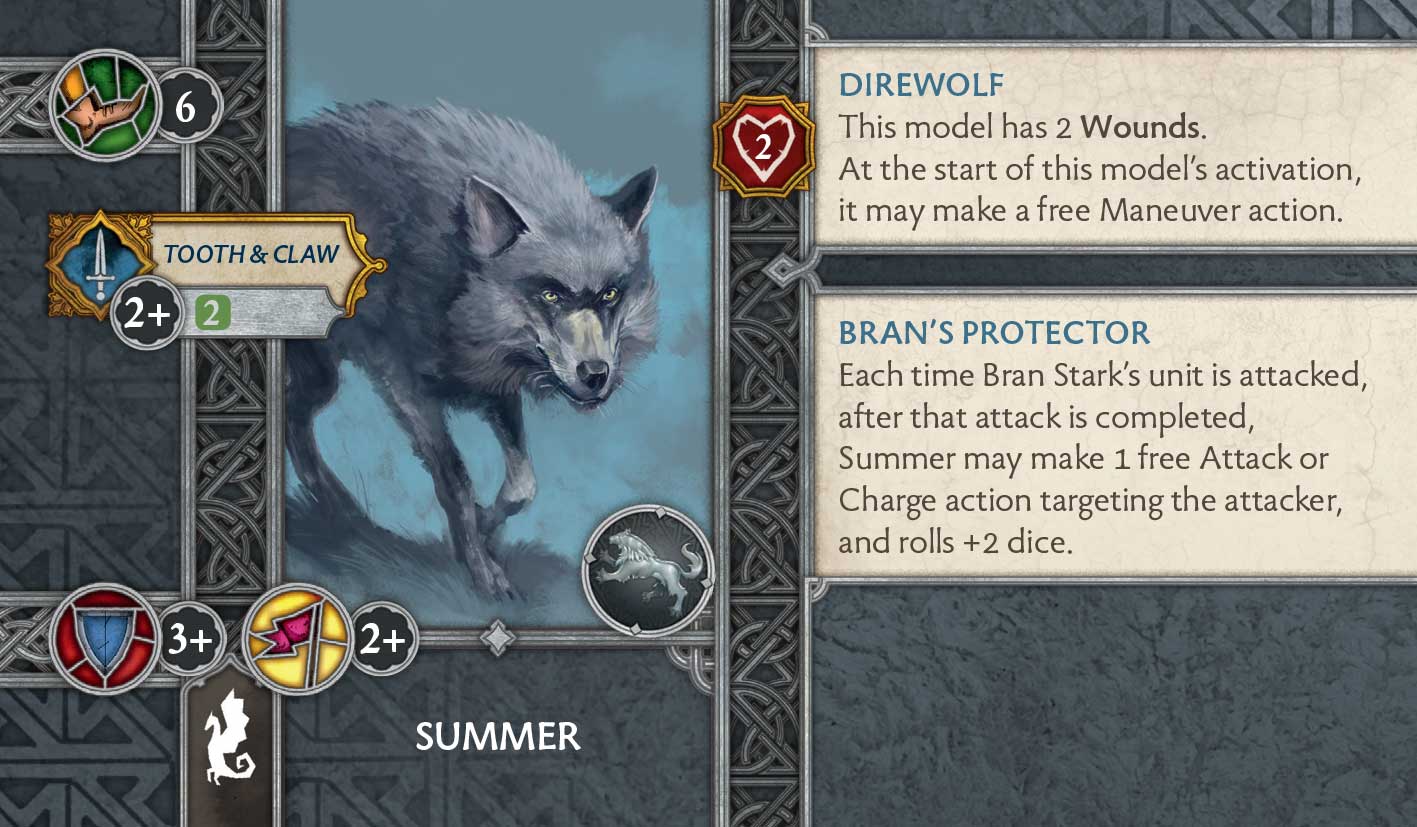 6
TOOTH & CLAW
2+ 2
3+ 2+
SUMMER
2
DIREWOLF
This model has 2 Wounds.
At the start of this model's activation,
it may make a free Maneuver action.
BRAN'S PROTECTOR
Each time Bran Stark's unit is attacked,
after that attack is completed,
Summer may make 1 free Attack or
Charge action targeting the attacker,
and rolls +2 dice.